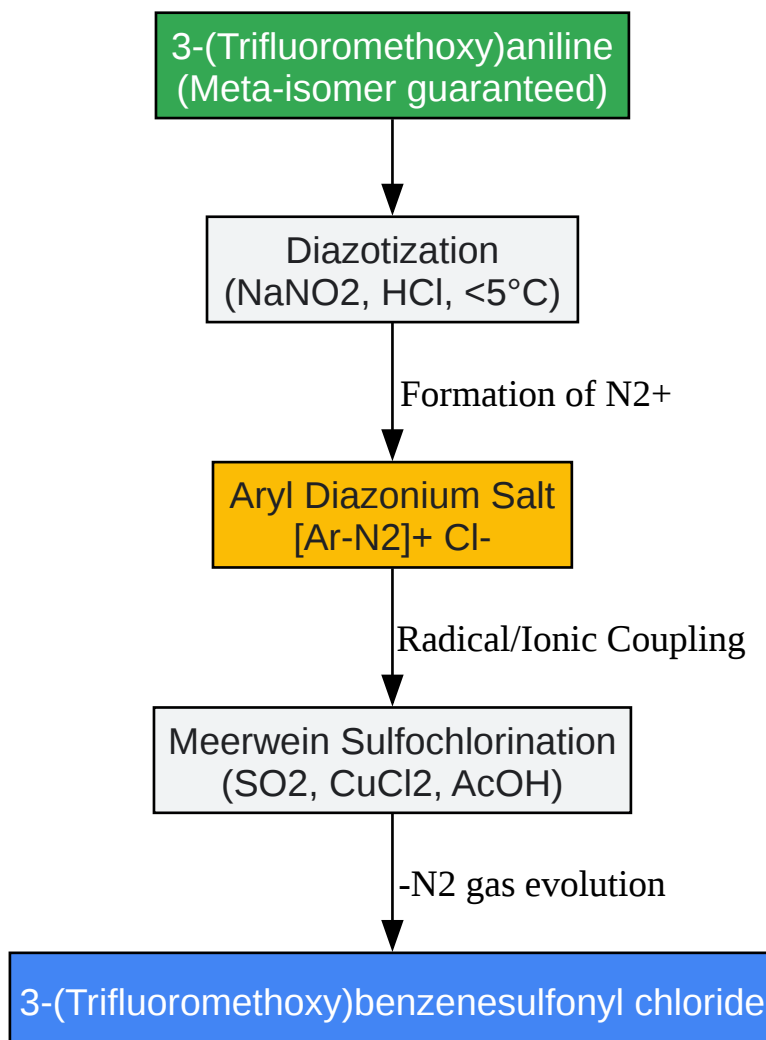 3-(Trifluoromethoxy)aniline
(Meta-isomer guaranteed)
Diazotization
(NaNO2, HCl, <5°C)
Formation of N2+
Aryl Diazonium Salt
[Ar-N2]+ Cl-
Radical/Ionic Coupling
Meerwein Sulfochlorination
(SO2, CuCl2, AcOH)
-N2 gas evolution
3-(Trifluoromethoxy)benzenesulfonyl chloride